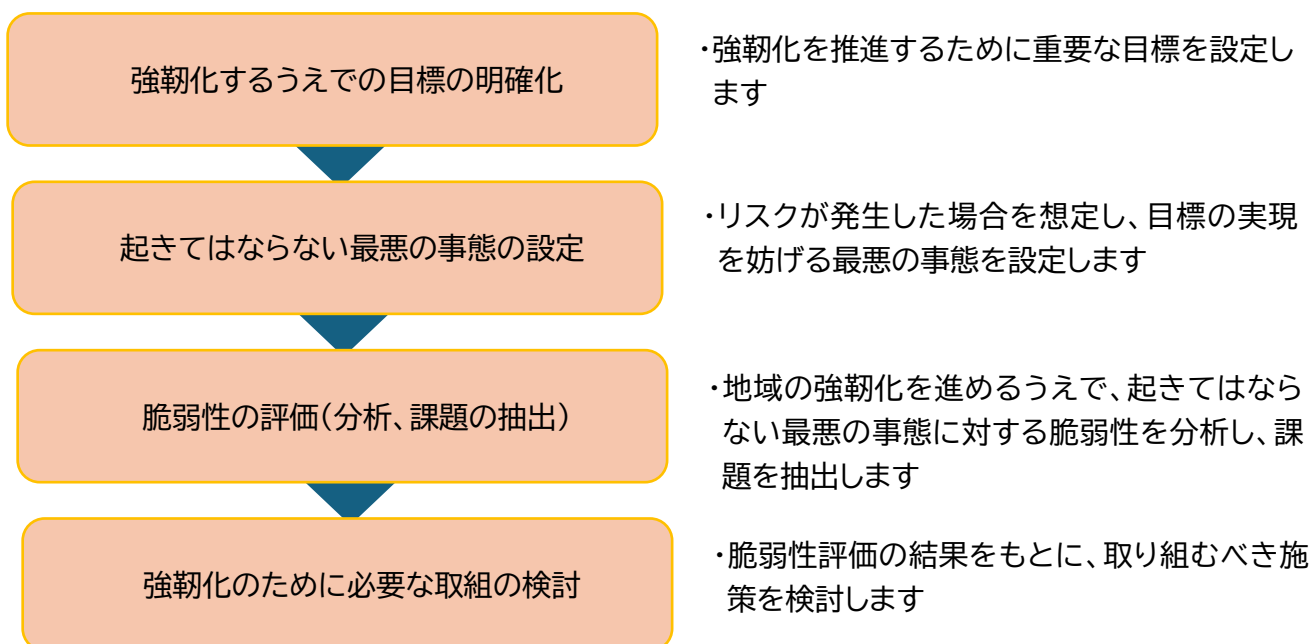 強靭化するうえでの目標の明確化
・強靭化を推進するために重要な目標を設定し
ます
起きてはならない最悪の事態の設定
・リスクが発生した場合を想定し、目標の実現
を妨げる最悪の事態を設定します
脆弱性の評価(分析、課題の抽出)
・地域の強靭化を進めるうえで、起きてはなら
ない最悪の事態に対する脆弱性を分析し、課
題を抽出します
強靭化のために必要な取組の検討
・脆弱性評価の結果をもとに、取り組むべき施
策を検討します